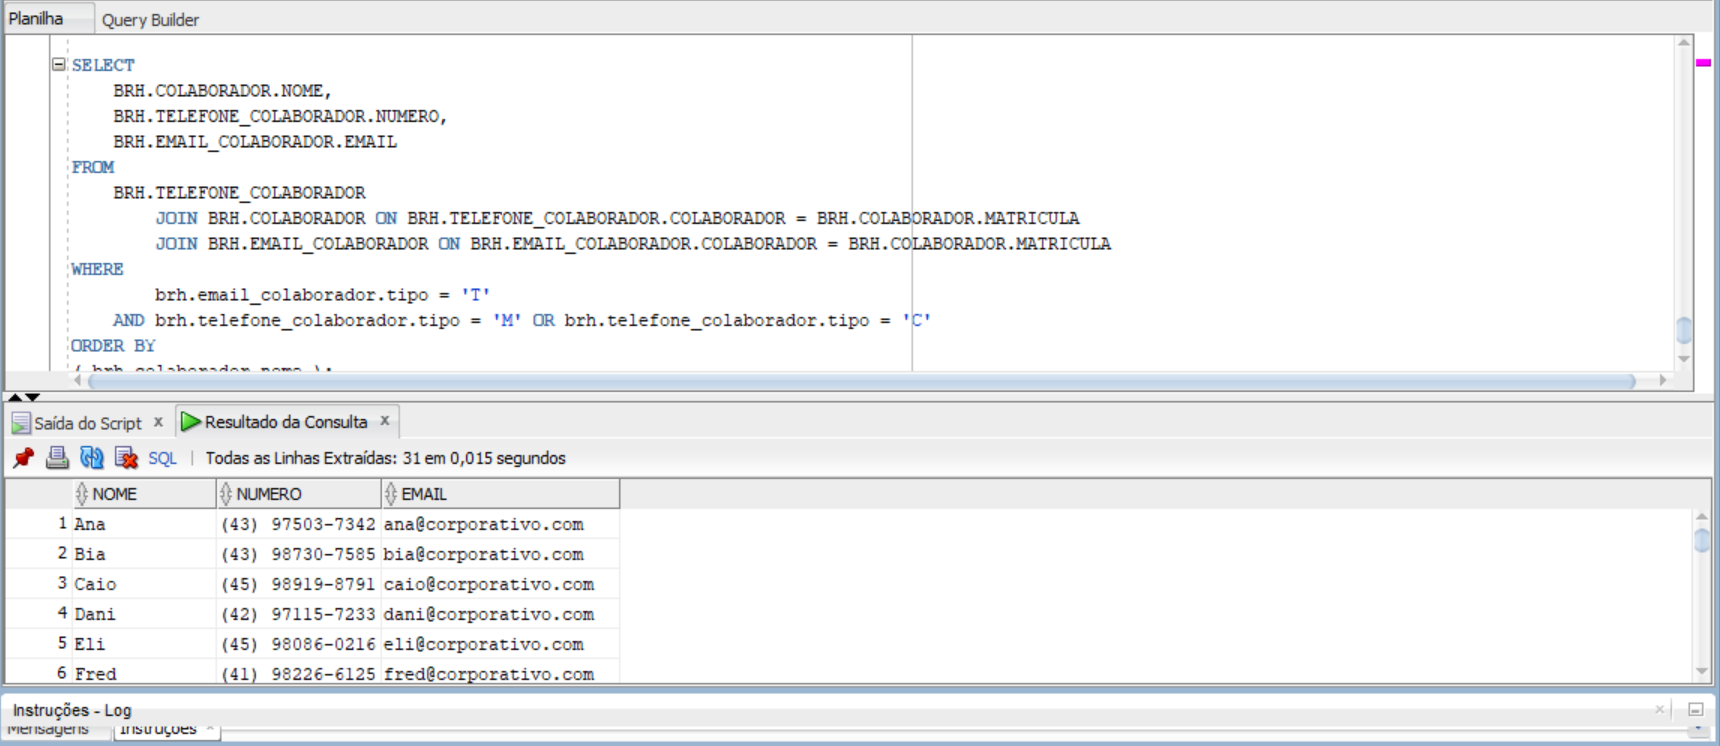 Planilha
Query Builder
SELECT
BRH.COLABORADOR.NOME,
BRH.TELEFONE_COLABORADOR.NUMERO,
BRH.EMAIL_COLABORADOR.EMAIL
FROM
BRH.TELEFONE_COLABORADOR
JOIN BRH.COLABORADOR ON BRH.TELEFONE_COLABORADOR.COLABORADOR = BRH.COLABORADOR.MATRICULA
JOIN BRH.EMAIL_COLABORADOR ON BRH.EMAIL_COLABORADOR.COLABORADOR = BRH.COLABORADOR.MATRICULA
WHERE
brh.email_colaborador.tipo = 'T'
AND brh.telefone_colaborador.tipo = 'M' OR brh.telefone_colaborador.tipo = 'C'
ORDER BY
( brh.colaborador.nome );
Saída do Script x Resultado da Consulta x
SQL | Todas as Linhas Extraídas: 31 em 0,015 segundos
NOME NUMERO EMAIL
1 Ana (43) 97503-7342 ana@corporativo.com
2 Bia (43) 98730-7585 bia@corporativo.com
3 Caio (45) 98919-8791 caio@corporativo.com
4 Dani (42) 97115-7233 dani@corporativo.com
5 Eli (45) 98086-0216 eli@corporativo.com
6 Fred (41) 98226-6125 fred@corporativo.com
Instruções - Log
Mensagens Instruções